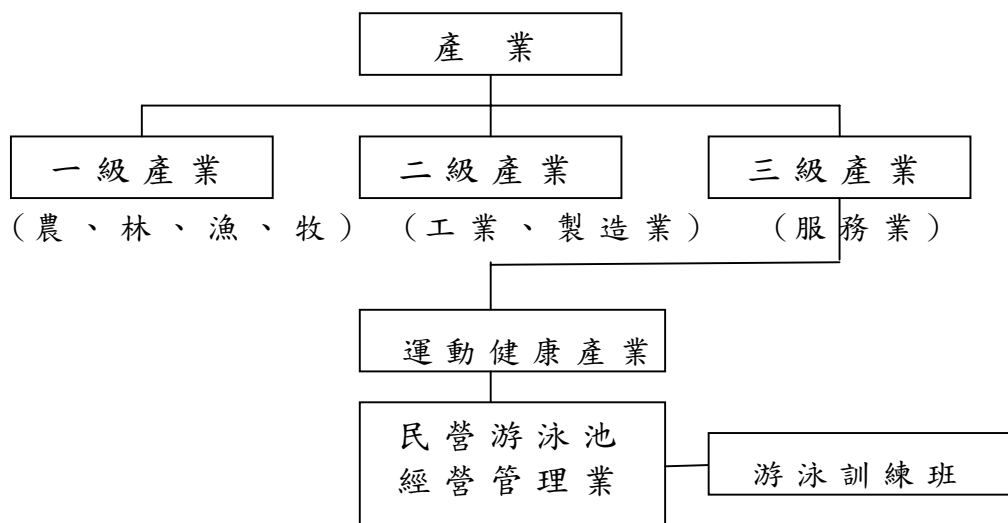 產業
一級產業
二級產業
三級產業
（農、林、漁、牧）
（工業、製造業）
（服務業）
運動健康產業
民營游泳池
經營管理業
游泳訓練班